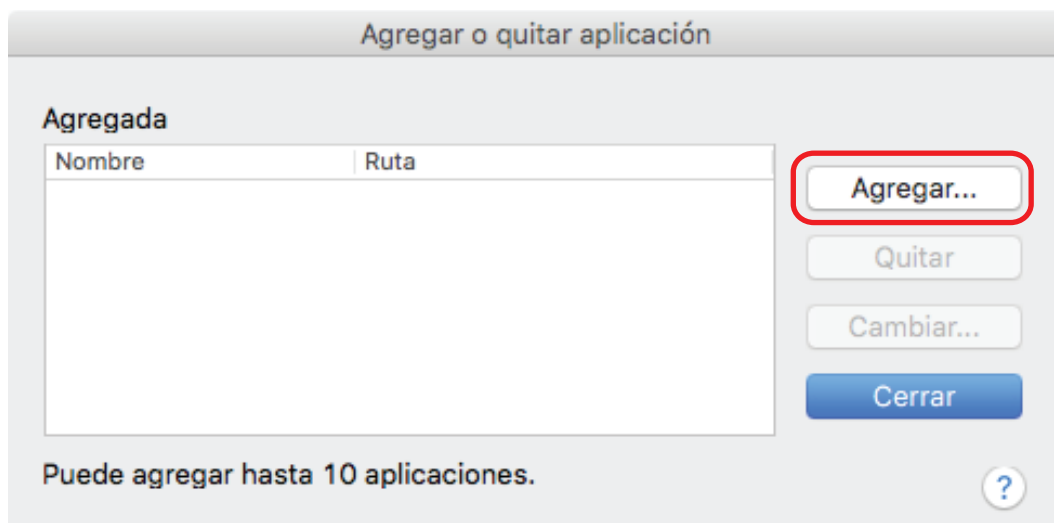 Agregar o quitar aplicación
Agregada
Nombre Ruta
Agregar...
Quitar
Cambiar...
Cerrar
Puede agregar hasta 10 aplicaciones.
?